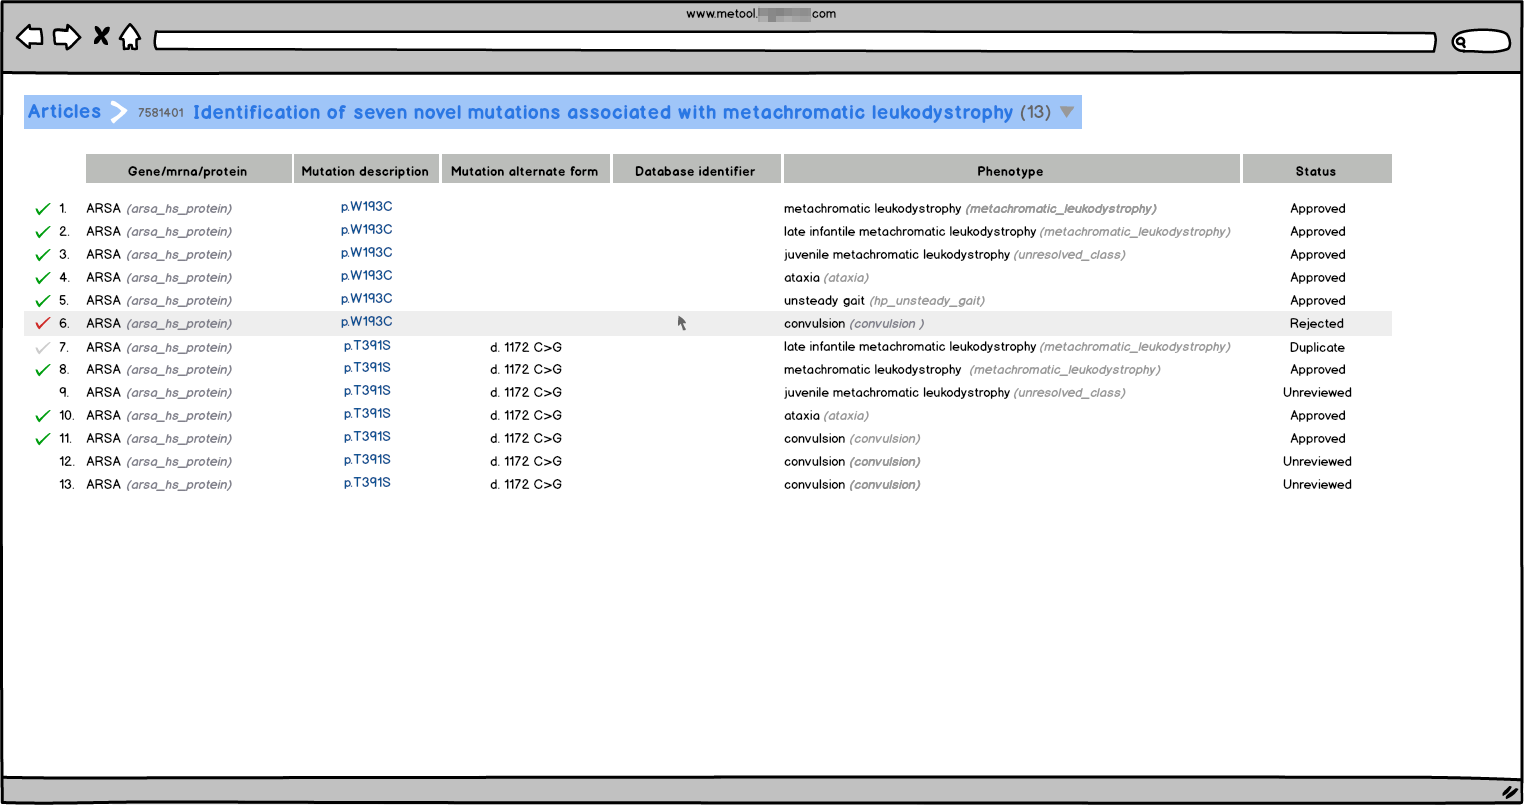 www.metool. com
Articles 7581401 Identification of seven novel mutations associated with metachromatic leukodystrophy (13)
Gene/mrna/protein Mutation description Mutation alternate form Database identifier Phenotype Status
1. ARSA (arsa_hs_protein) p.W193C metachromatic leukodystrophy (metachromatic_leukodystrophy) Approved
2. ARSA (arsa_hs_protein) p.W193C late infantile metachromatic leukodystrophy (metachromatic_leukodystrophy) Approved
3. ARSA (arsa_hs_protein) p.W193C juvenile metachromatic leukodystrophy (unresolved_class) Approved
4. ARSA (arsa_hs_protein) p.W193C ataxia (ataxia) Approved
5. ARSA (arsa_hs_protein) p.W193C unsteady gait (hp_unsteady_gait) Approved
6. ARSA (arsa_hs_protein) p.W193C convulsion (convulsion ) Rejected
7. ARSA (arsa_hs_protein) p.T391S d. 1172 C>G late infantile metachromatic leukodystrophy (metachromatic_leukodystrophy) Duplicate
8. ARSA (arsa_hs_protein) p.T391S d. 1172 C>G metachromatic leukodystrophy (metachromatic_leukodystrophy) Approved
9. ARSA (arsa_hs_protein) p.T391S d. 1172 C>G juvenile metachromatic leukodystrophy (unresolved_class) Unreviewed
10. ARSA (arsa_hs_protein) p.T391S d. 1172 C>G ataxia (ataxia) Approved
11. ARSA (arsa_hs_protein) p.T391S d. 1172 C>G convulsion (convulsion) Approved
12. ARSA (arsa_hs_protein) p.T391S d. 1172 C>G convulsion (convulsion) Unreviewed
13. ARSA (arsa_hs_protein) p.T391S d. 1172 C>G convulsion (convulsion) Unreviewed